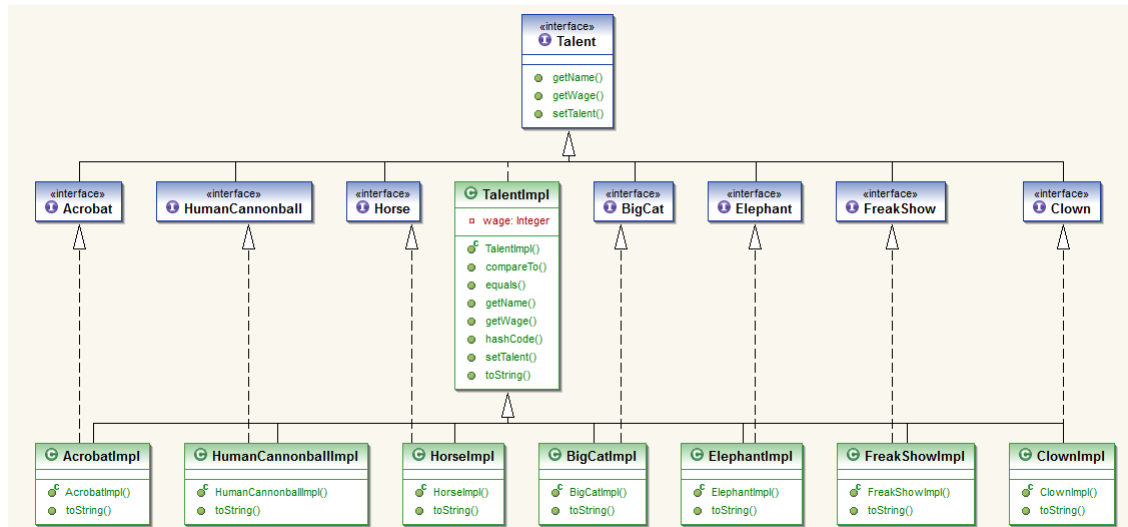 «interface»
I Talent
getName()
getWage()
setTalent()
«interface»
I Acrobat
«interface»
I HumanCannonball
«interface»
I Horse
C TalentImpl
wage: Integer
C TalentImpl()
compareTo()
equals()
getName()
getWage()
hashCode()
setTalent()
toString()
«interface»
I BigCat
«interface»
I Elephant
«interface»
I FreakShow
«interface»
I Clown
C AcrobatImpl
C AcrobatImpl()
toString()
C HumanCannonballImpl
C HumanCannonballImpl()
toString()
C HorseImpl
C HorseImpl()
toString()
C BigCatImpl
C BigCatImpl()
toString()
C ElephantImpl
C ElephantImpl()
toString()
C FreakShowImpl
C FreakShowImpl()
toString()
C ClownImpl
C ClownImpl()
toString()